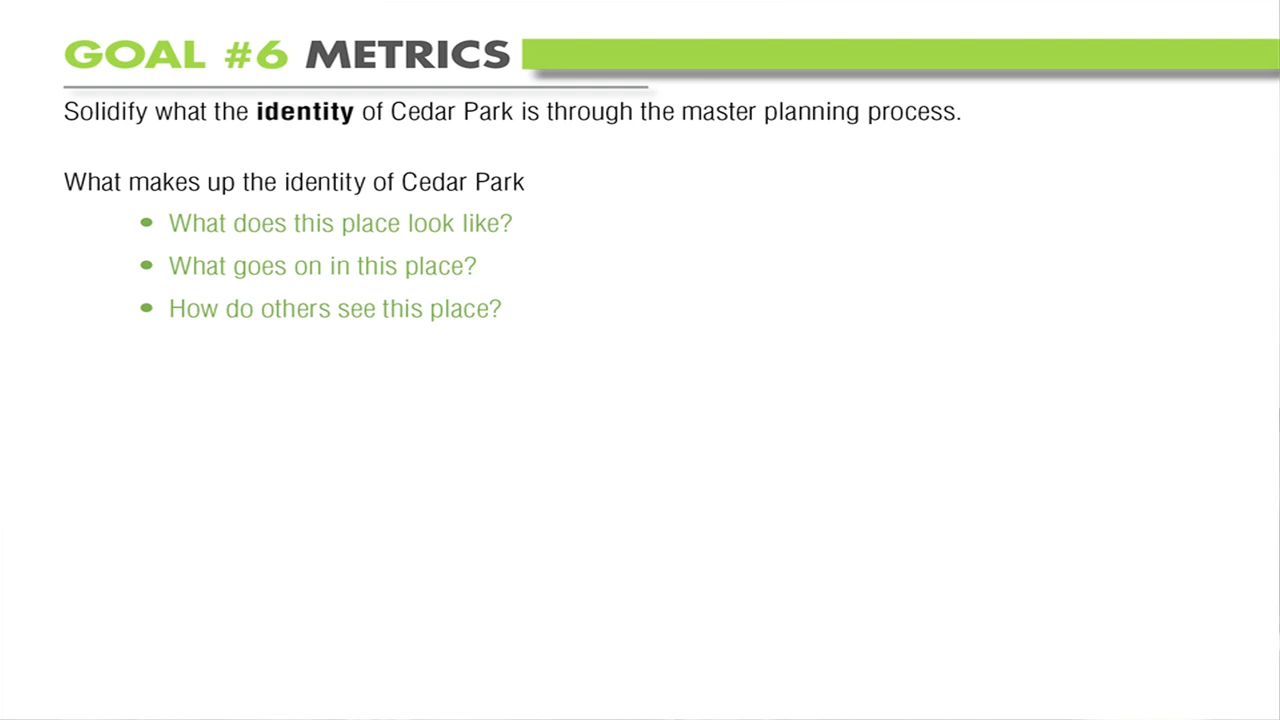 GOAL #6 METRICS
Solidify what the identity of Cedar Park is through the master planning process.
What makes up the identity of Cedar Park
• What does this place look like?
• What goes on in this place?
• How do others see this place?